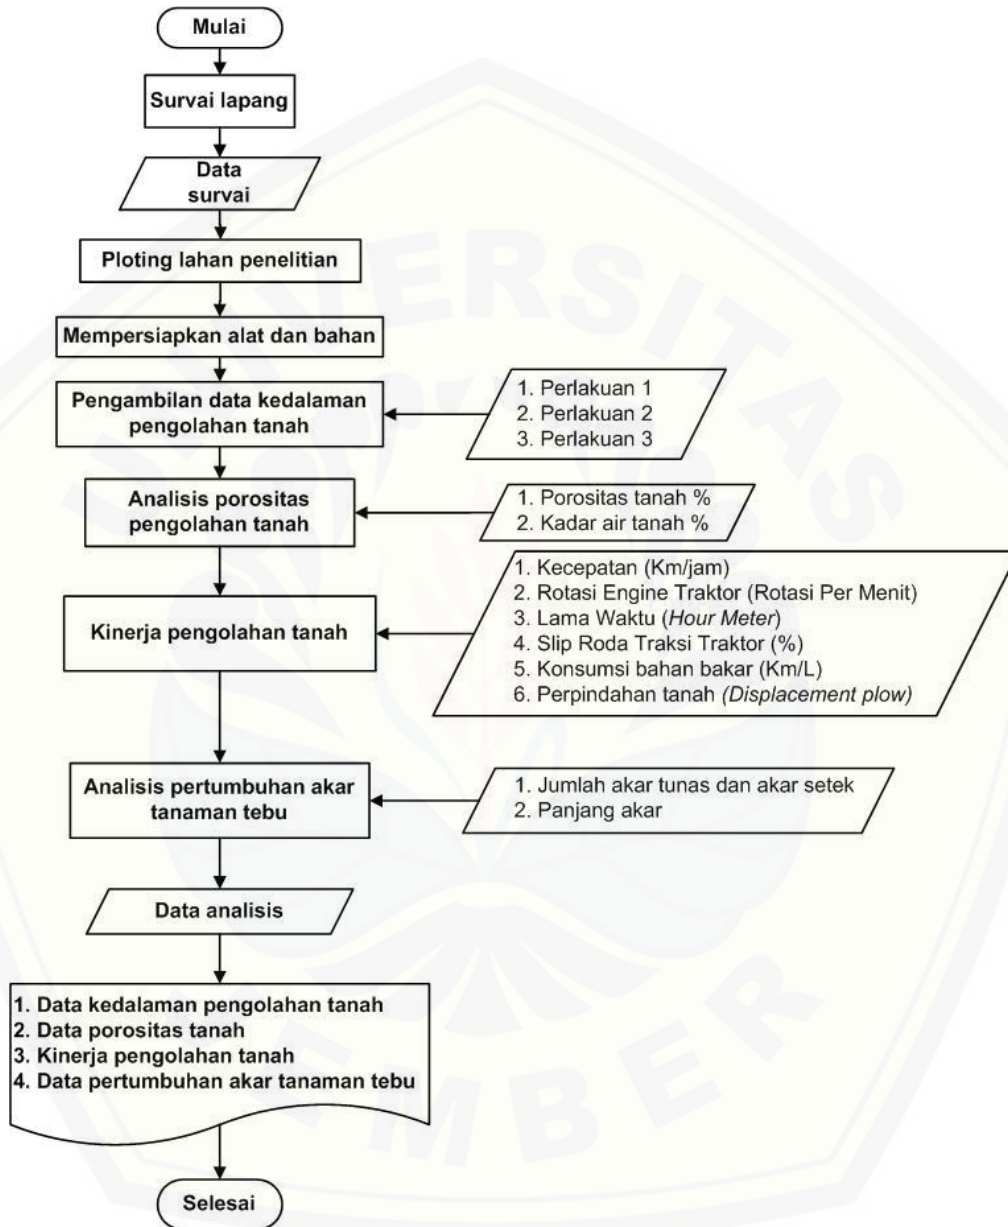 Mulai
Survai lapang
Data
survai
Ploting lahan penelitian
Mempersiapkan alat dan bahan
Pengambilan data kedalaman
pengolahan tanah
1. Perlakuan 1
2. Perlakuan 2
3. Perlakuan 3
Analisis porositas
pengolahan tanah
1. Porositas tanah %
2. Kadar air tanah %
Kinerja pengolahan tanah
1. Kecepatan (Km/jam)
2. Rotasi Engine Traktor (Rotasi Per Menit)
3. Lama Waktu (Hour Meter)
4. Slip Roda Traksi Traktor (%)
5. Konsumsi bahan bakar (Km/L)
6. Perpindahan tanah (Displacement plow)
Analisis pertumbuhan akar
tanaman tebu
1. Jumlah akar tunas dan akar setek
2. Panjang akar
Data analisis
1. Data kedalaman pengolahan tanah
2. Data porositas tanah
3. Kinerja pengolahan tanah
4. Data pertumbuhan akar tanaman tebu
Selesai
UNIVERSITAS
JEMBER